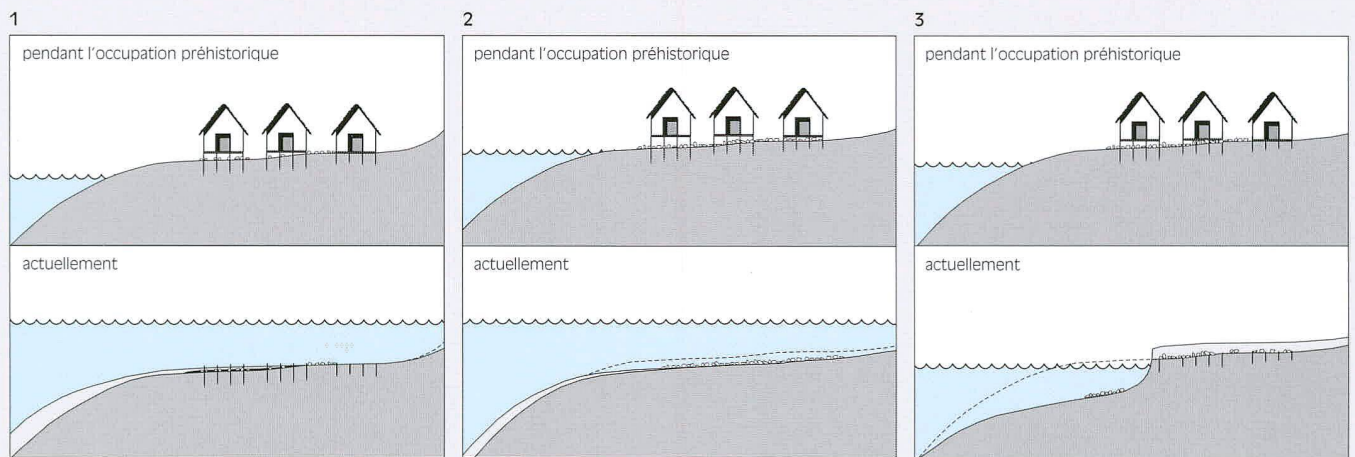 1
pendant l'occupation préhistorique
actuellement
2
pendant l'occupation préhistorique
actuellement
3
pendant l'occupation préhistorique
actuellement